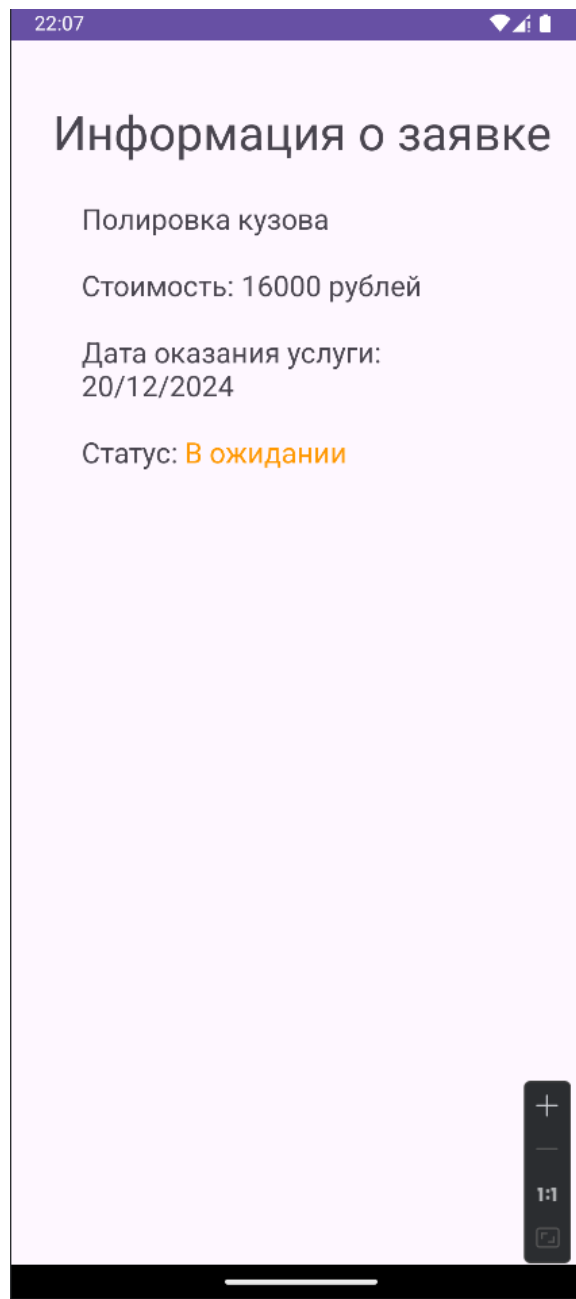 22:07
Информация о заявке
Полировка кузова
Стоимость: 16000 рублей
Дата оказания услуги:
20/12/2024
Статус: В ожидании
1:1